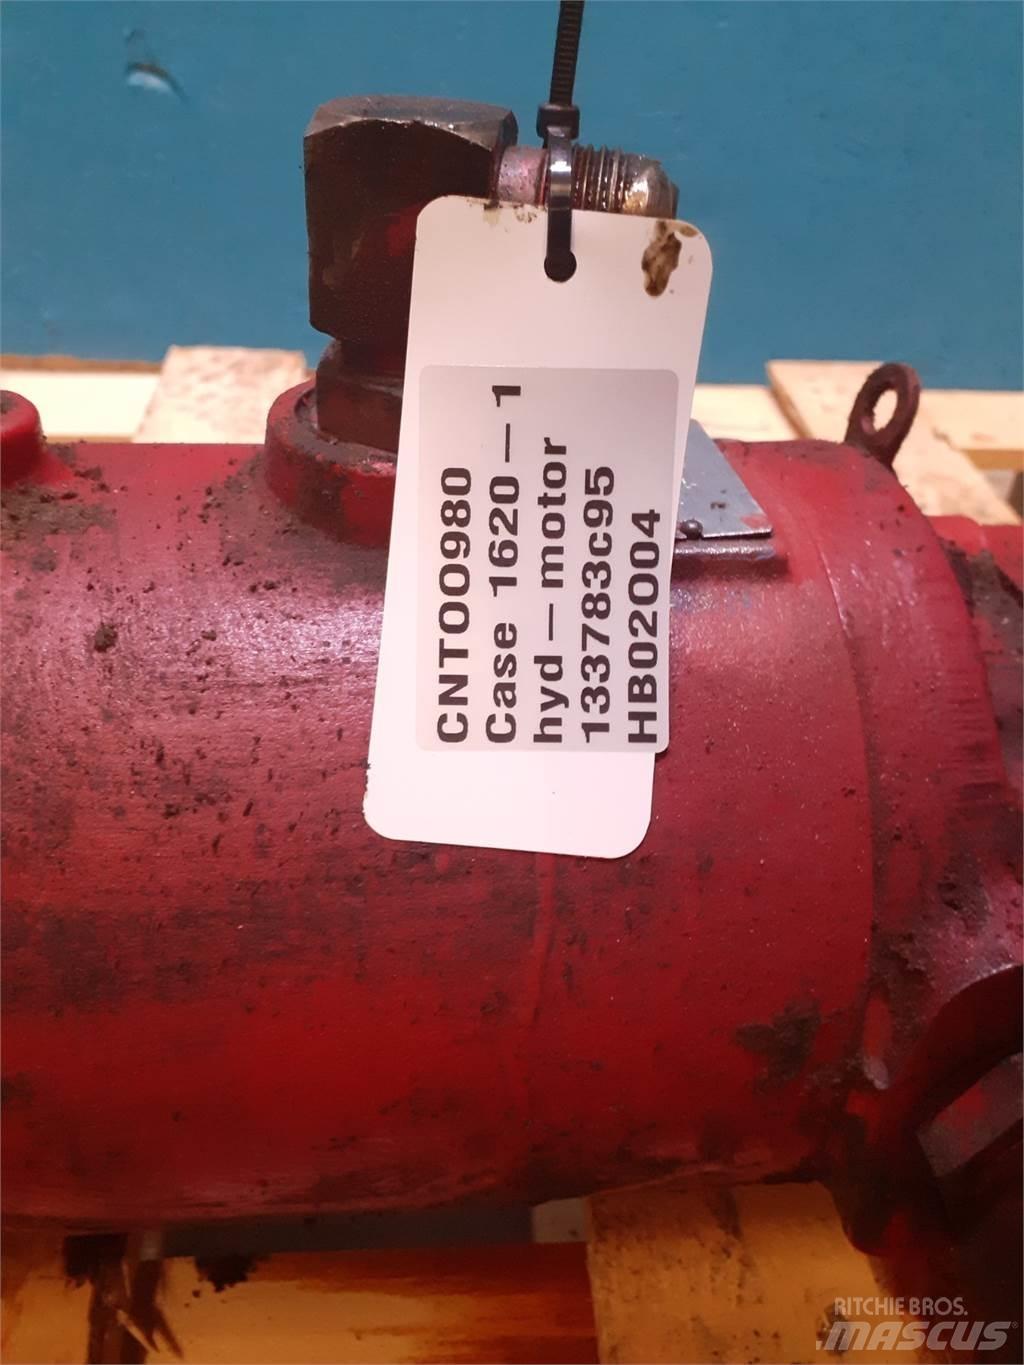 CNT00980
Case 1620-1
hyd-motor
133783c95
HB02004
RITCHIE BROS.
MASCUS